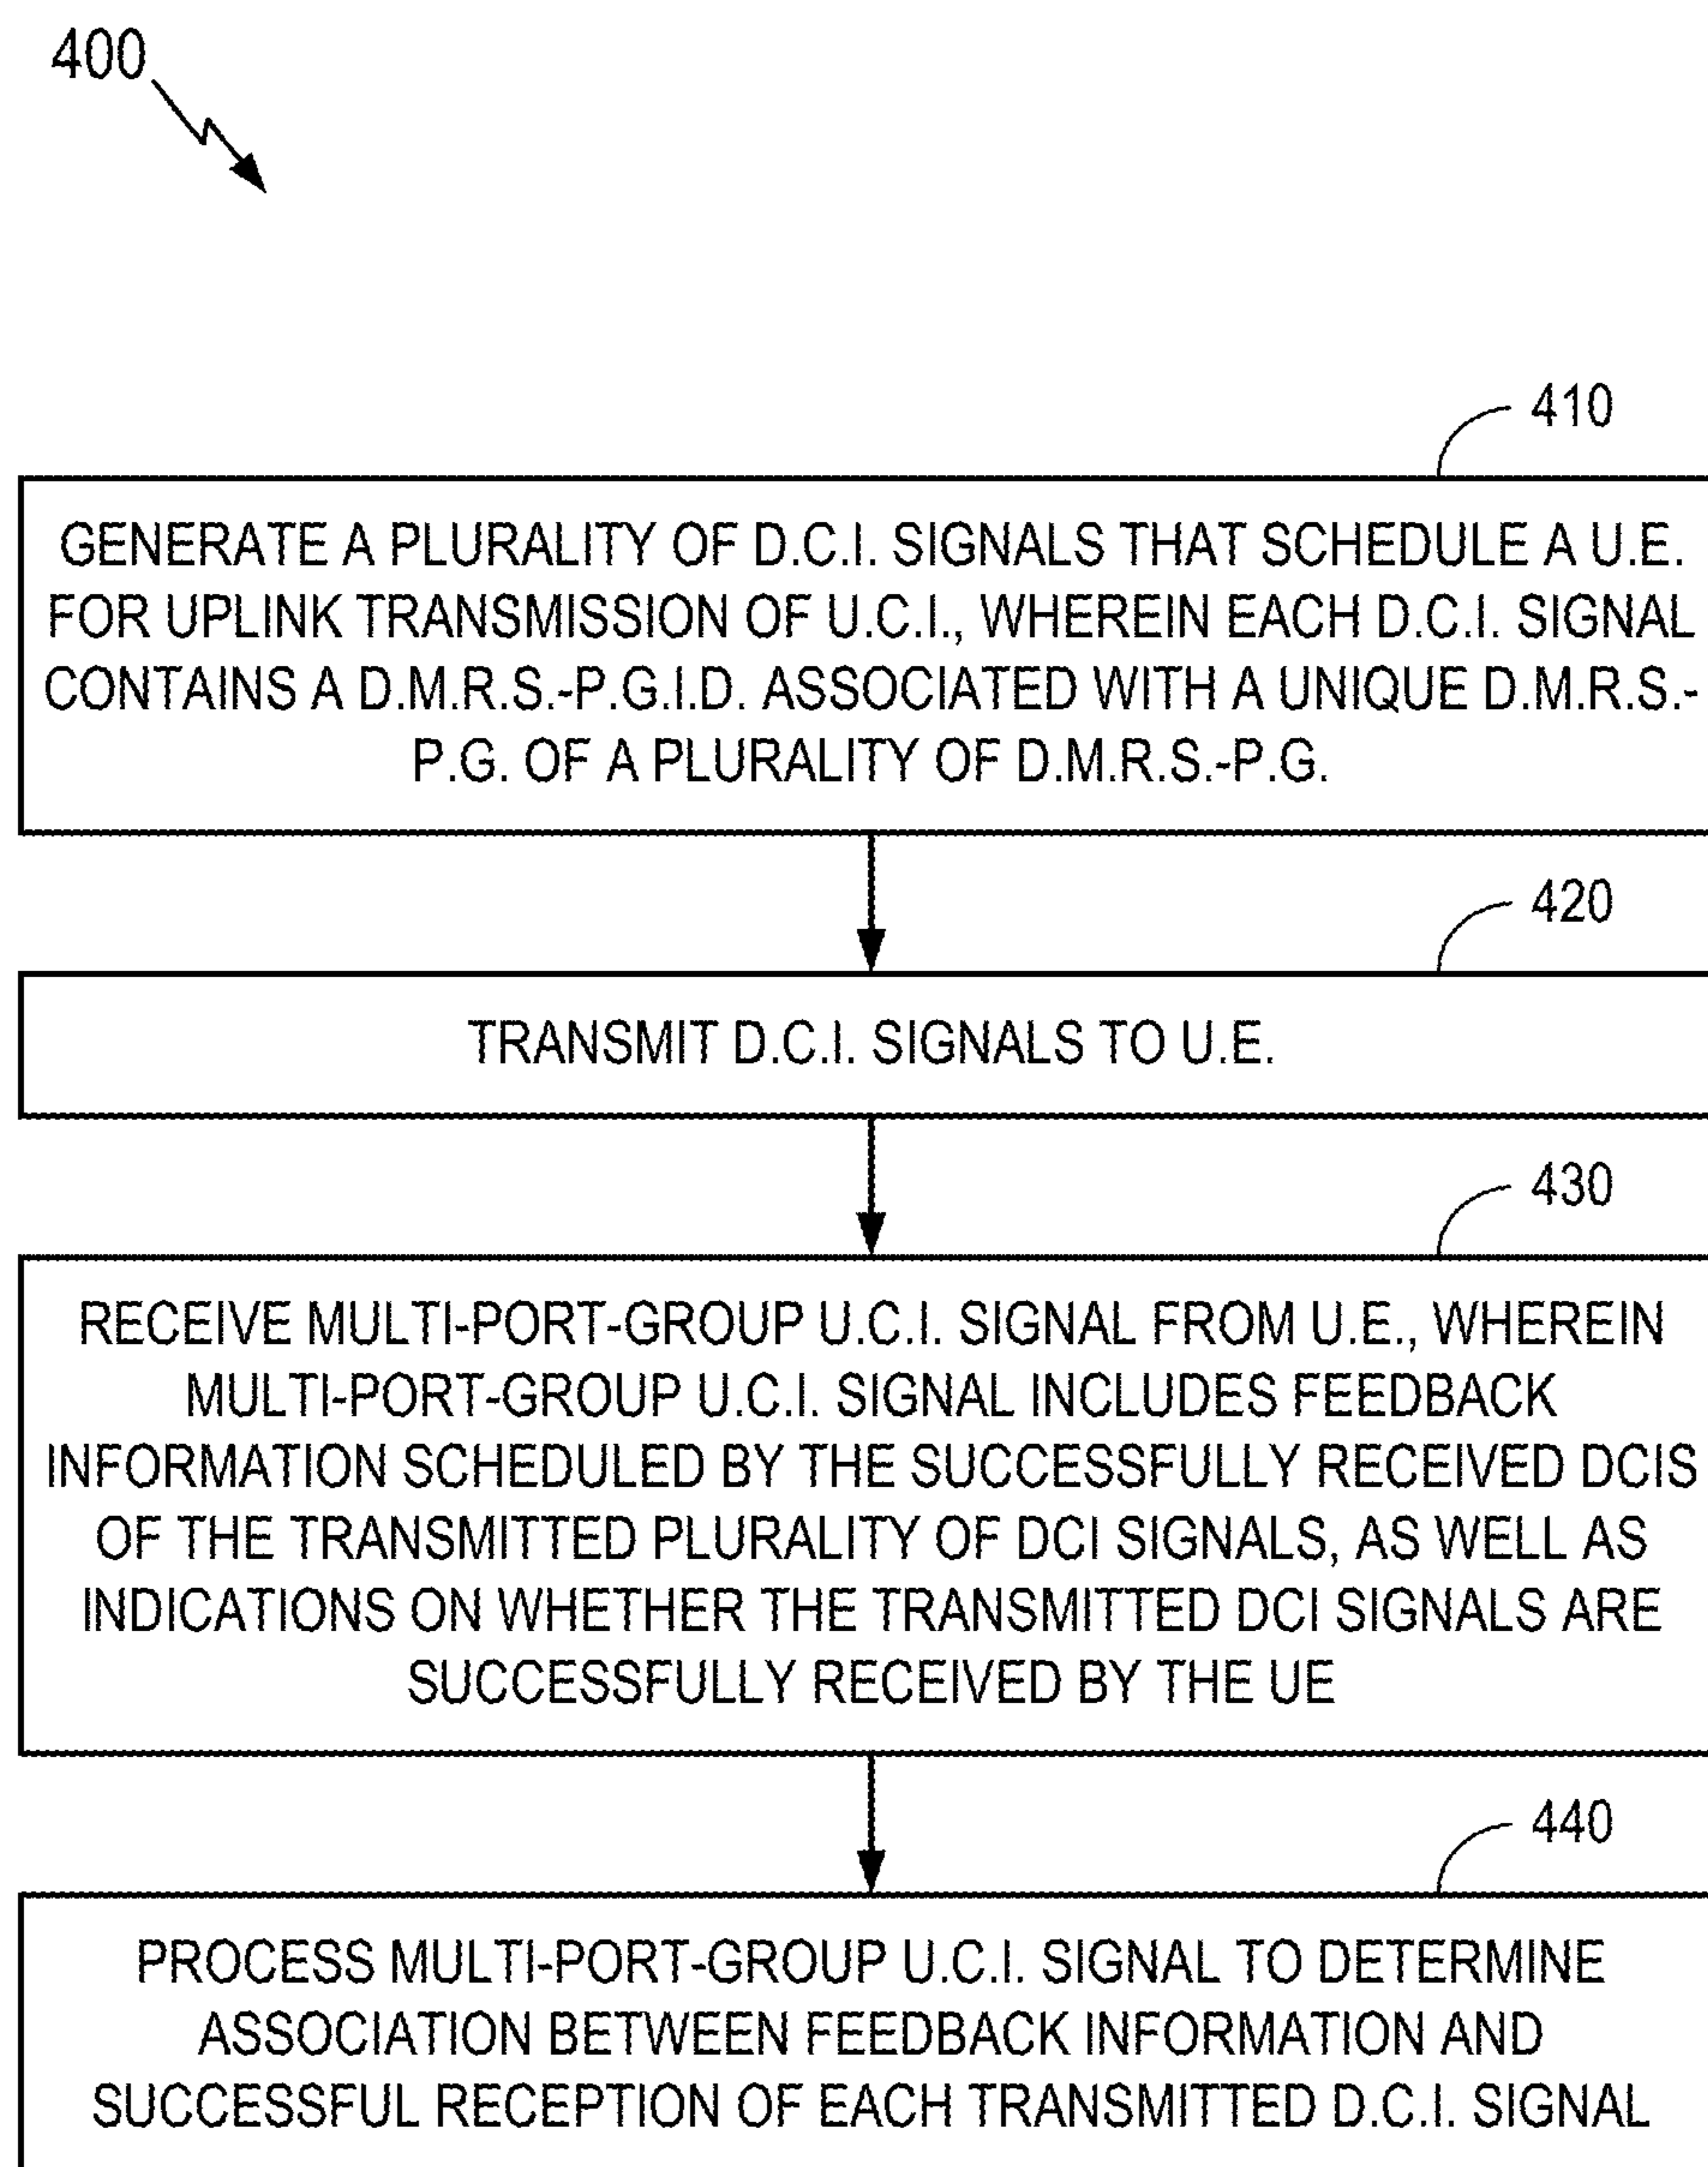 400
410
GENERATE A PLURALITY OF D.C.I. SIGNALS THAT SCHEDULE A U.E.
FOR UPLINK TRANSMISSION OF U.C.I., WHEREIN EACH D.C.I. SIGNAL
CONTAINS A D.M.R.S.-P.G.I.D. ASSOCIATED WITH A UNIQUE D.M.R.S.-
P.G. OF A PLURALITY OF D.M.R.S.-P.G.
420
TRANSMIT D.C.I. SIGNALS TO U.E.
430
RECEIVE MULTI-PORT-GROUP U.C.I. SIGNAL FROM U.E., WHEREIN
MULTI-PORT-GROUP U.C.I. SIGNAL INCLUDES FEEDBACK
INFORMATION SCHEDULED BY THE SUCCESSFULLY RECEIVED DCIS
OF THE TRANSMITTED PLURALITY OF DCI SIGNALS, AS WELL AS
INDICATIONS ON WHETHER THE TRANSMITTED DCI SIGNALS ARE
SUCCESSFULLY RECEIVED BY THE UE
440
PROCESS MULTI-PORT-GROUP U.C.I. SIGNAL TO DETERMINE
ASSOCIATION BETWEEN FEEDBACK INFORMATION AND
SUCCESSFUL RECEPTION OF EACH TRANSMITTED D.C.I. SIGNAL